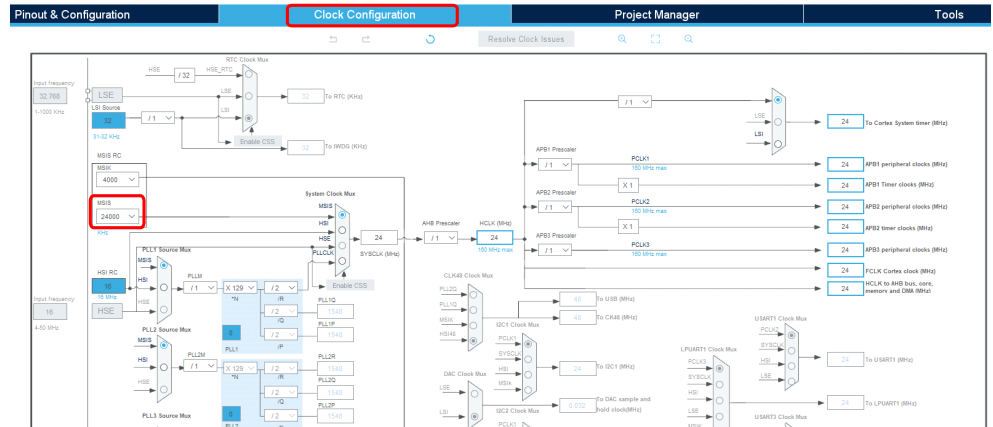 Pinout & Configuration
Clock Configuration
Project Manager
Tools
Resolve Clock Issues
RTC Clock Mux
HSE
/ 32
HSE_RTC
Input frequency
32.768
1-1000 KHz
LSE
LSE
LSI Source
32
31-32 KHz
/ 1
LSI
32
To RTC (KHz)
Enable CSS
32
To IWDG (KHz)
MSIS RC
MSIK
4000
MSIS
24000
KHz
System Clock Mux
MSIS
HSI
HSE
PLLCLK
24
SYSCLK (MHz)
Enable CSS
AHB Prescaler
/ 1
HCLK (MHz)
24
160 MHz max
/ 1
LSE
LSI
24
To Cortex System timer (MHz)
APB1 Prescaler
/ 1
PCLK1
160 MHz max
24
APB1 peripheral clocks (MHz)
X 1
24
APB1 Timer clocks (MHz)
APB2 Prescaler
/ 1
PCLK2
160 MHz max
24
APB2 peripheral clocks (MHz)
X 1
24
APB2 timer clocks (MHz)
APB3 Prescaler
/ 1
PCLK3
160 MHz max
24
APB3 peripheral clocks (MHz)
24
FCLK Cortex clock (MHz)
24
HCLK to AHB bus, core,
memory and DMA (MHz)
PLL1 Source Mux
MSIS
HSI
HSE
HSI RC
16
16 MHz
Input frequency
16
4-50 MHz
HSE
PLLM
/ 1
X 129
*N
/ 2
/R
/ 2
/Q
PLL1Q
1548
PLL1P
1548
/ 2
/P
PLL1
PLL2 Source Mux
MSIS
HSI
HSE
PLL2M
/ 1
X 129
*N
/ 2
/R
PLL2R
1548
/ 2
/Q
PLL2Q
1548
PLL2P
1548
/ 2
PLL3 Source Mux
CLK48 Clock Mux
PLL2Q
PLL1Q
MSIK
HSI48
48
To USB (MHz)
48
To CK48 (MHz)
I2C1 Clock Mux
PCLK1
SYSCLK
HSI
MSIK
24
To I2C1 (MHz)
DAC Clock Mux
LSE
LSI
0.032
To DAC sample and
hold clock(MHz)
I2C2 Clock Mux
PCLK1
LPUART1 Clock Mux
PCLK3
SYSCLK
HSI
LSE
MSIK
24
To LPUART1 (MHz)
USART1 Clock Mux
PCLK2
SYSCLK
HSI
LSE
24
To USART1 (MHz)
USART3 Clock Mux